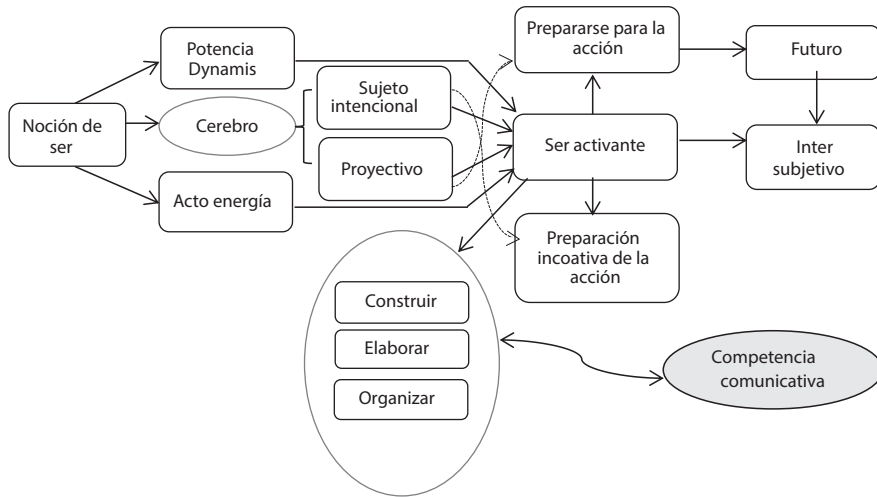 Noción de
ser
Potencia
Dynamis
Cerebro
Acto energía
Sujeto
intencional
Proyectivo
Prepararse para la
acción
Ser activante
Preparación
incoativa de la
acción
Futuro
Inter
subjetivo
Construir
Elaborar
Organizar
Competencia
comunicativa